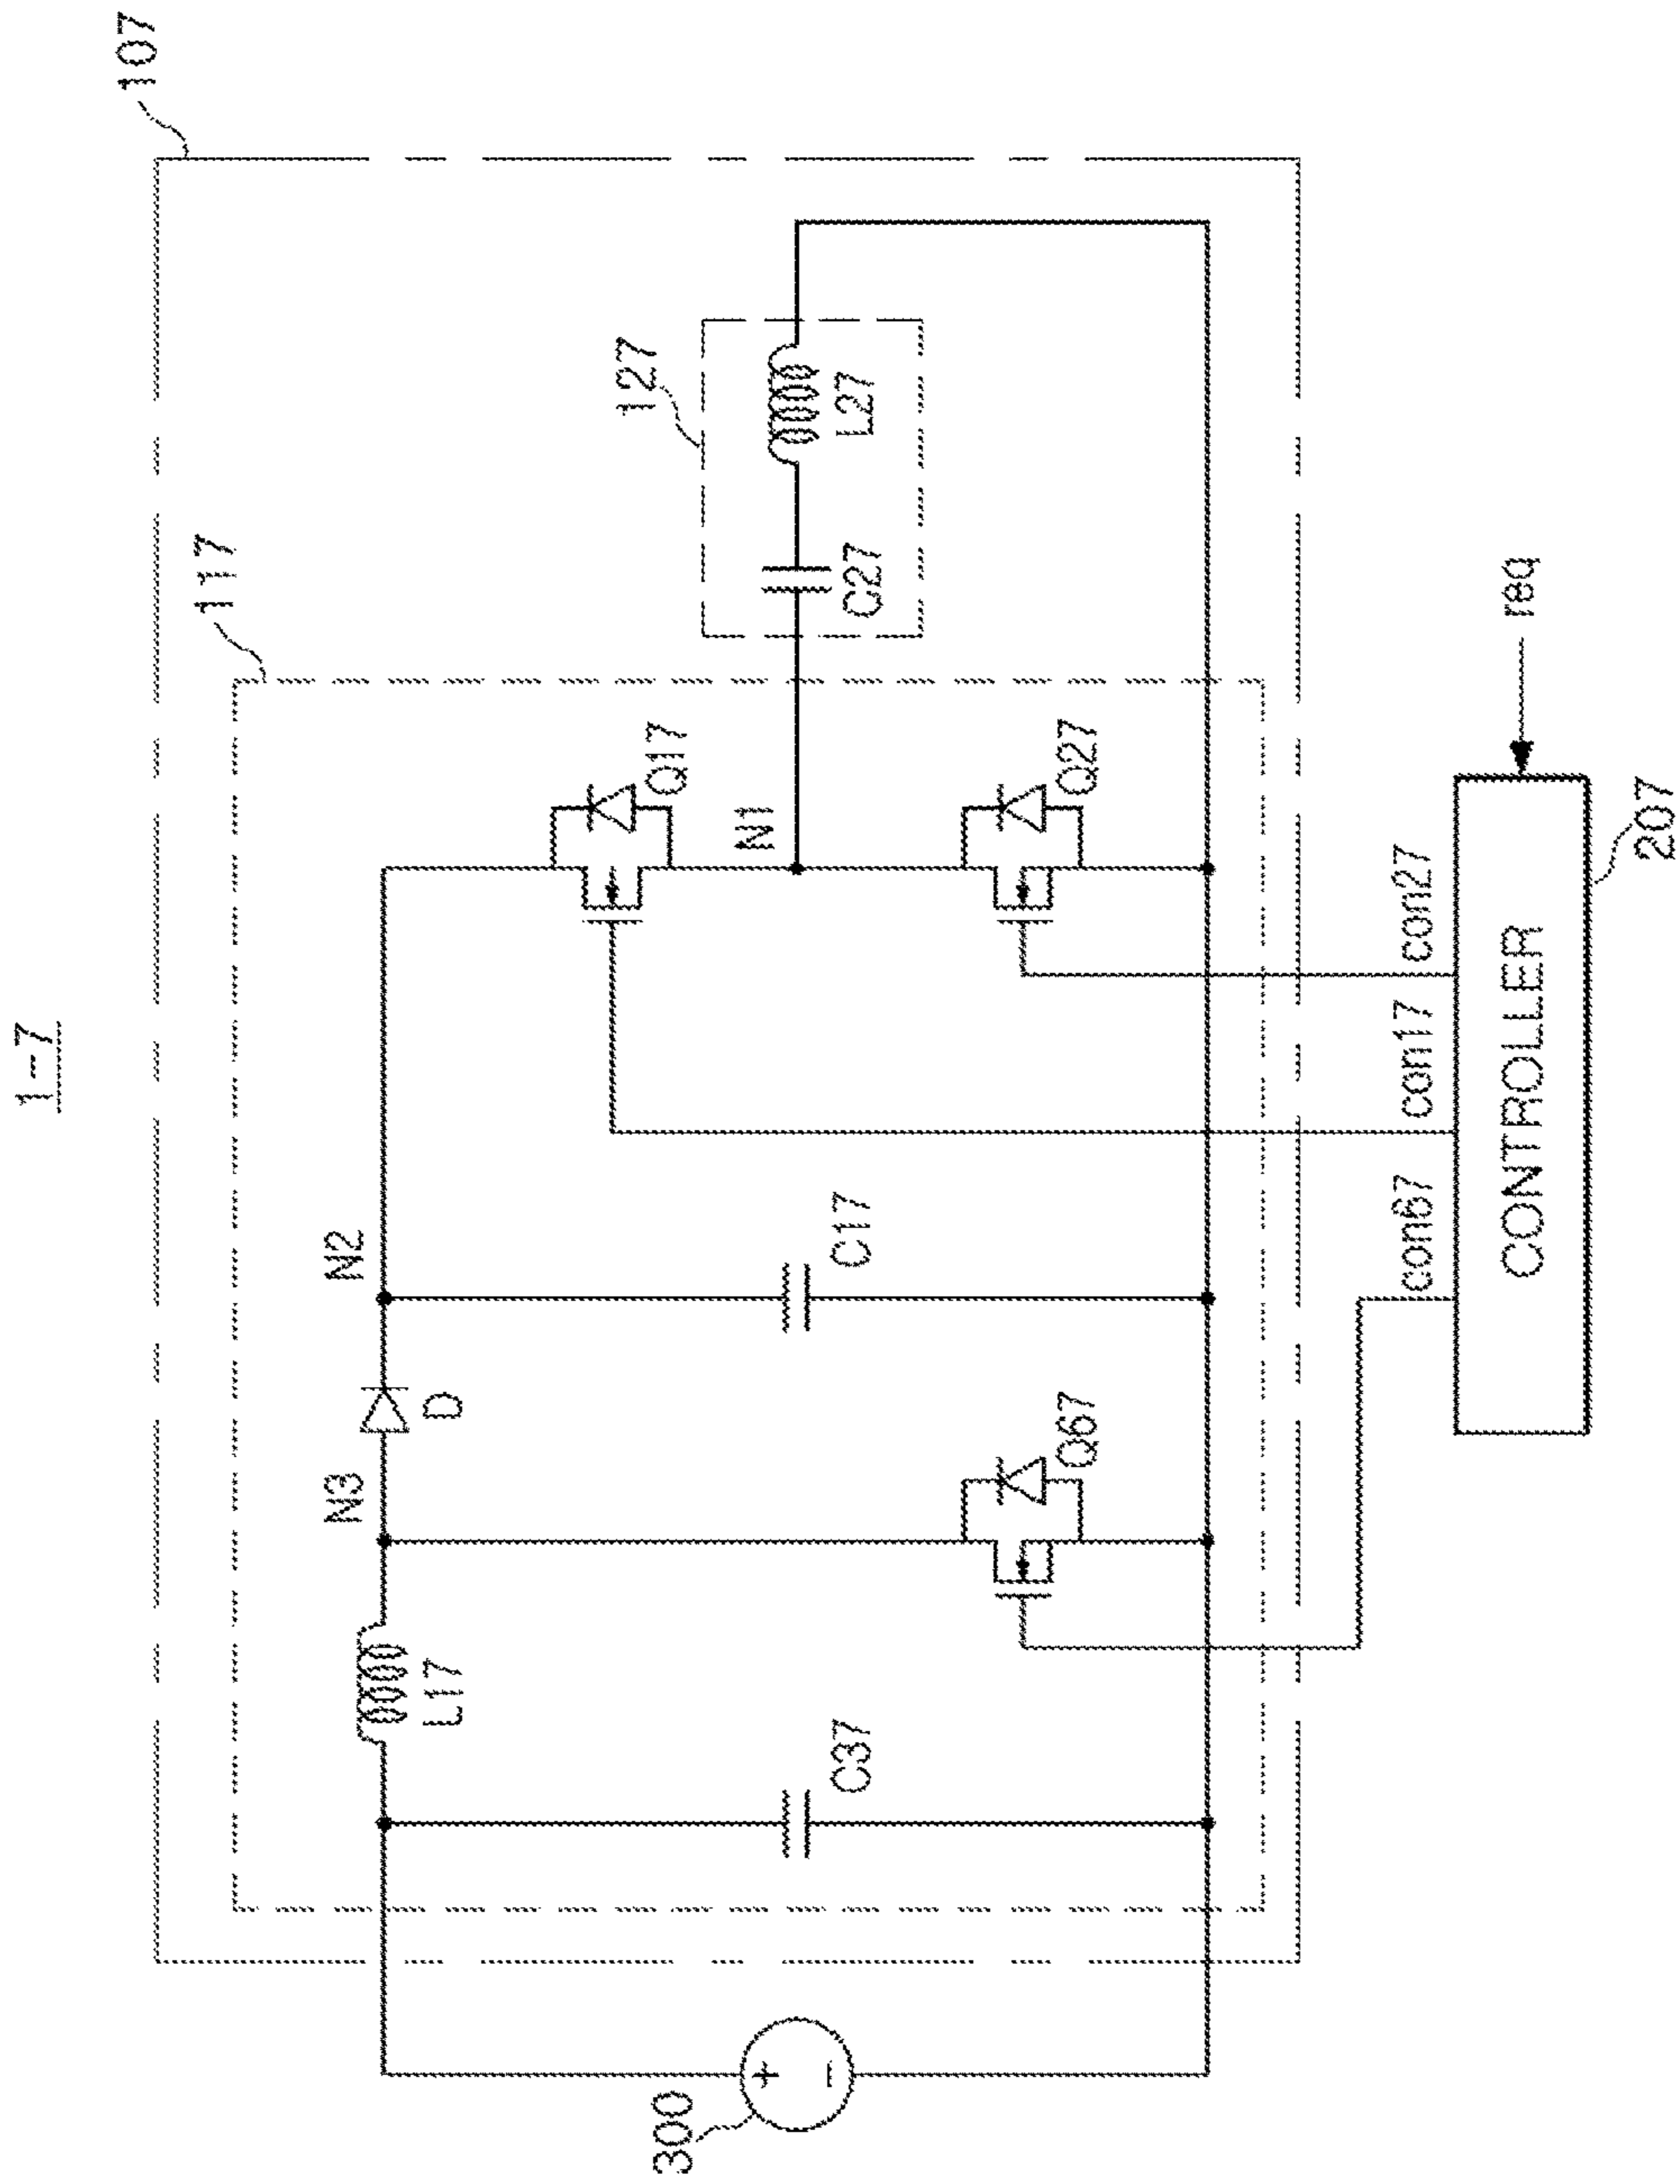 1-7
107
117
127
N3
N2
L17
D
Q17
N1
C37
C17
C27
L27
Q67
Q27
300
+
-
con67
con17
con27
CONTROLLER
req
207